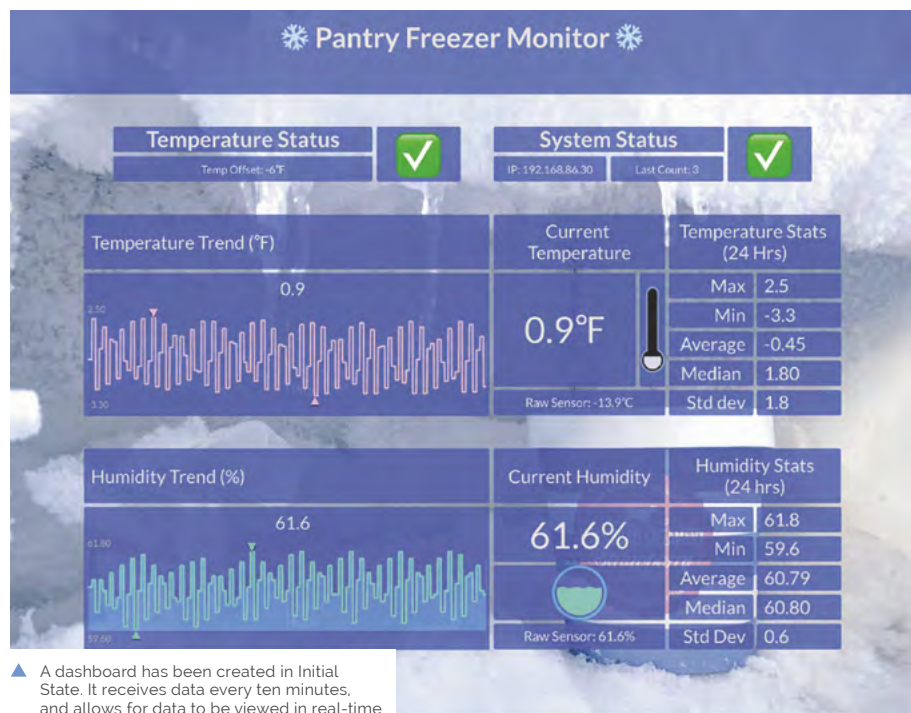 ❄ Pantry Freezer Monitor ❄
Temperature Status
Temp Offset: -6°F
System Status
IP: 192.168.86.30
Last Count: 3
Temperature Trend (°F)
0.9
2.50
-3.30
Current
Temperature
0.9°F
Raw Sensor: -13.9°C
Temperature Stats
(24 Hrs)
Max 2.5
Min -3.3
Average -0.45
Median 1.80
Std dev 1.8
Humidity Trend (%)
61.6
61.80
59.60
Current Humidity
61.6%
Raw Sensor: 61.6%
Humidity Stats
(24 hrs)
Max 61.8
Min 59.6
Average 60.79
Median 60.80
Std Dev 0.6
A dashboard has been created in Initial
State. It receives data every ten minutes,
and allows for data to be viewed in real-time